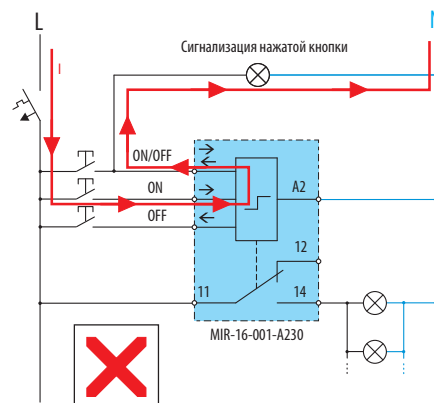 L
N
Сигнализация нажатой кнопки
I
ON/OFF
ON
A2
OFF
12
11
14
MIR-16-001-A230